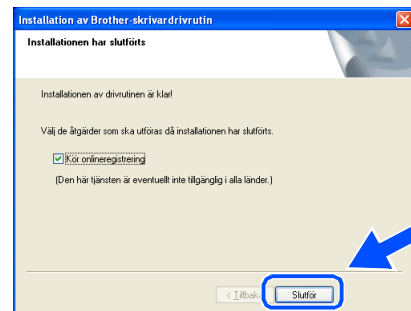 Installation av Brother-skrivardrivrutin
Installationen har slutförts
Installationen av drivrutinen är klar!
Välj de åtgärder som ska utföras då installationen har slutförts.
Kör onlineregistrering
(Den här tjänsten är eventuellt inte tillgänglig i alla länder.)
< Tillbaka Slutför